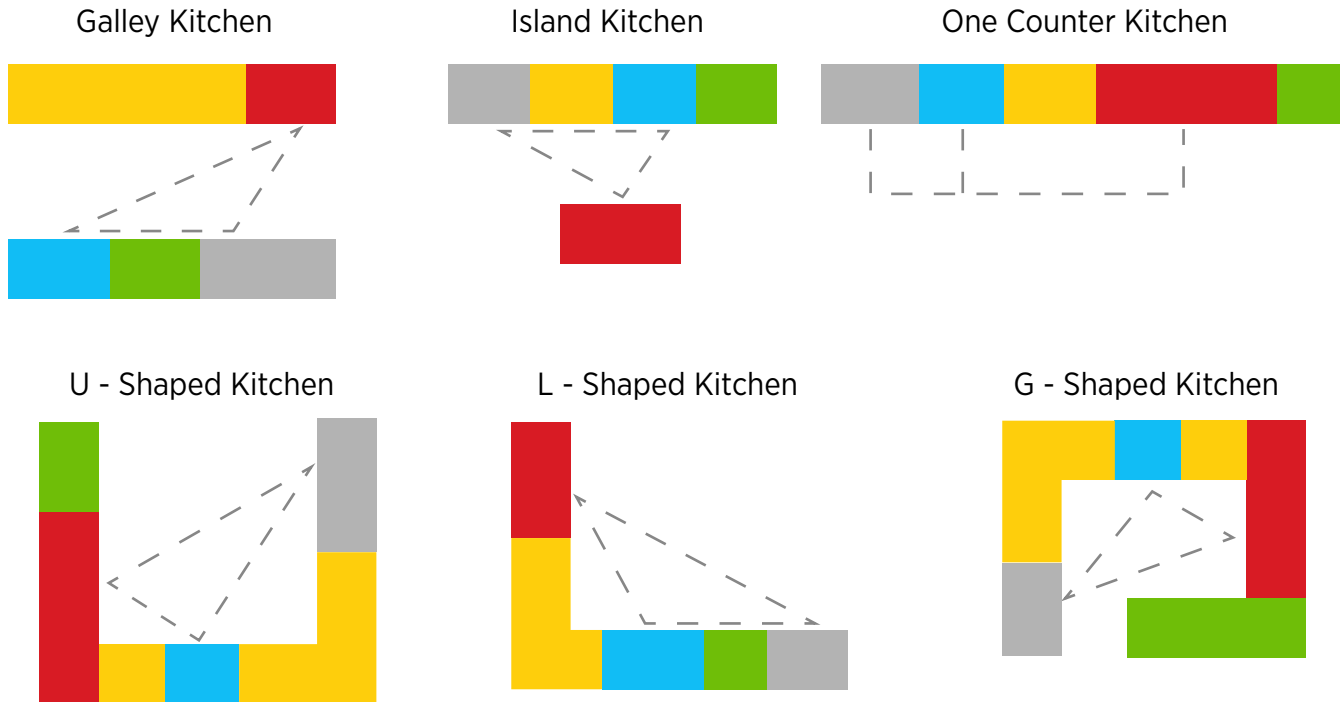 Galley Kitchen
Island Kitchen
One Counter Kitchen
U - Shaped Kitchen
L - Shaped Kitchen
G - Shaped Kitchen